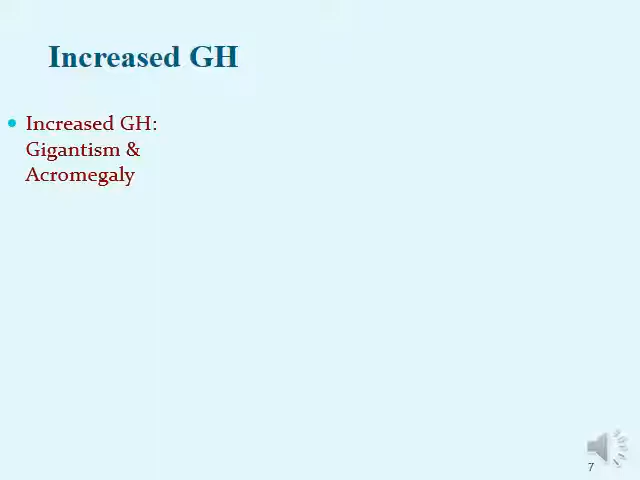 Increased GH
• Increased GH:
Gigantism &
Acromegaly
7